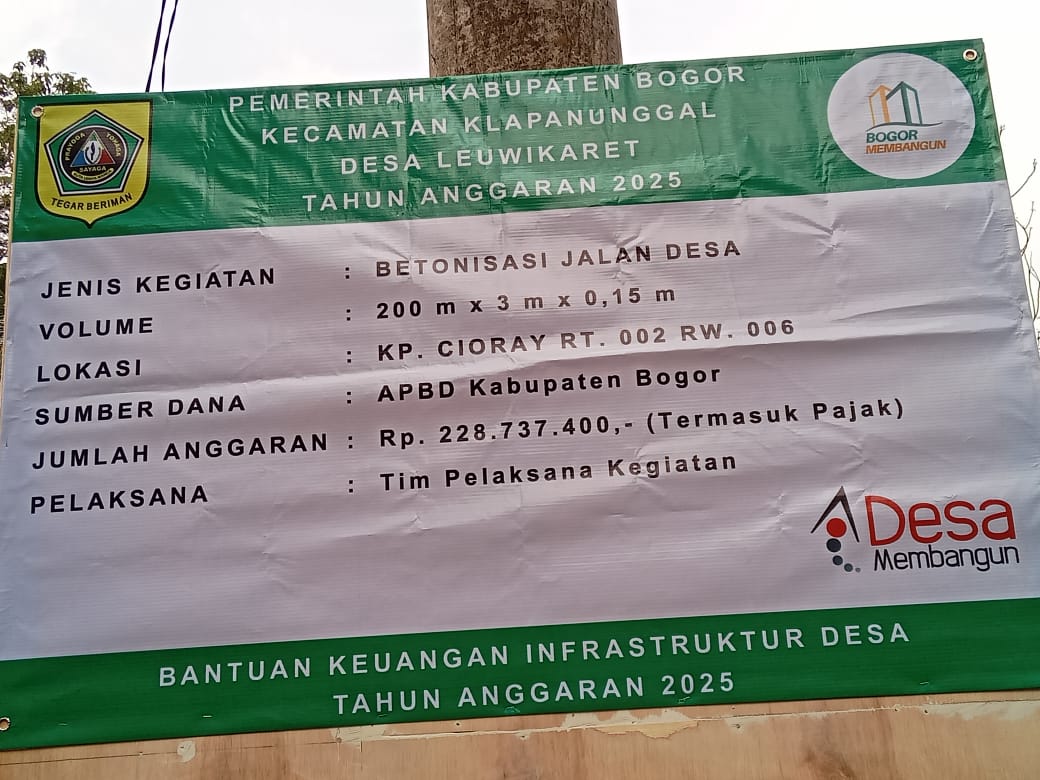 PEMERINTAH KABUPATEN BOGOR
KECAMATAN KLAPANUNGGAL
DESA LEUWIKARET
TAHUN ANGGARAN 2025
PRAYOGA TOHAGA
SAYAGA
TEGAR BERIMAN
BOGOR
MEMBANGUN
JENIS KEGIATAN : BETONISASI JALAN DESA
VOLUME : 200 m x 3 m x 0,15 m
LOKASI : KP. CIORAY RT. 002 RW. 006
SUMBER DANA : APBD Kabupaten Bogor
JUMLAH ANGGARAN : Rp. 228.737.400,- (Termasuk Pajak)
PELAKSANA : Tim Pelaksana Kegiatan
Desa
Membangun
BANTUAN KEUANGAN INFRASTRUKTUR DESA
TAHUN ANGGARAN 2025